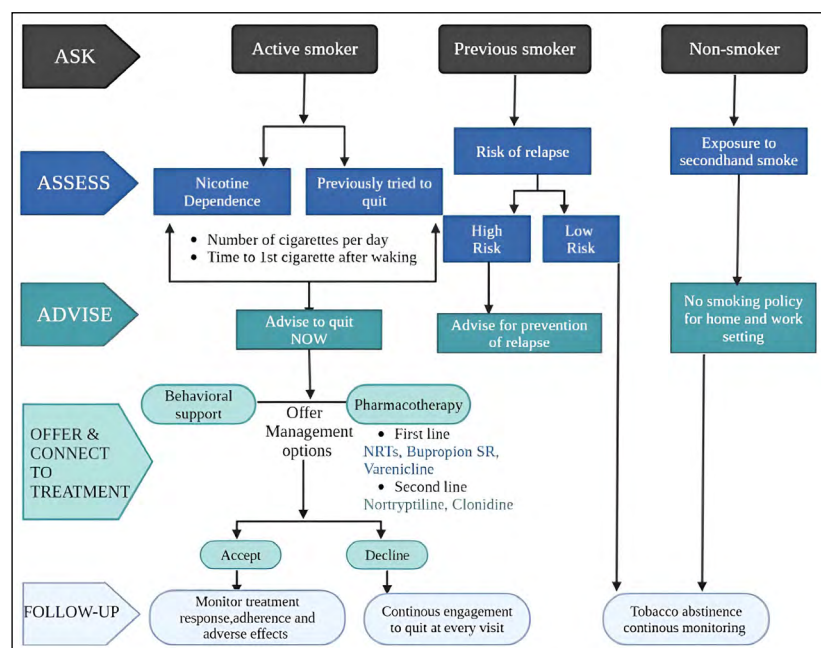 ASK
Active smoker
Previous smoker
Non-smoker
ASSESS
Nicotine
Dependence
Previously tried to
quit
Risk of relapse
Exposure to
secondhand smoke
• Number of cigarettes per day
• Time to 1st cigarette after waking
High
Risk
Low
Risk
ADVISE
Advise to quit
NOW
Advise for prevention
of relapse
No smoking policy
for home and work
setting
OFFER &
CONNECT
TO
TREATMENT
Behavioral
support
Offer
Management
options
Pharmacotherapy
• First line
NRTs, Bupropion SR,
Varenicline
• Second line
Nortryptiline, Clonidine
Accept
Decline
FOLLOW-UP
Monitor treatment
response,adherence and
adverse effects
Continous engagement
to quit at every visit
Tobacco abstinence
continous monitoring